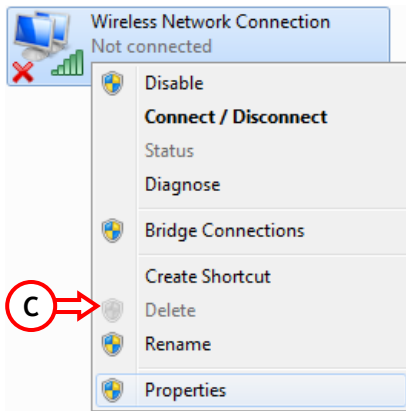 Wireless Network Connection
Not connected
Disable
Connect / Disconnect
Status
Diagnose
Bridge Connections
Create Shortcut
C
Delete
Rename
Properties